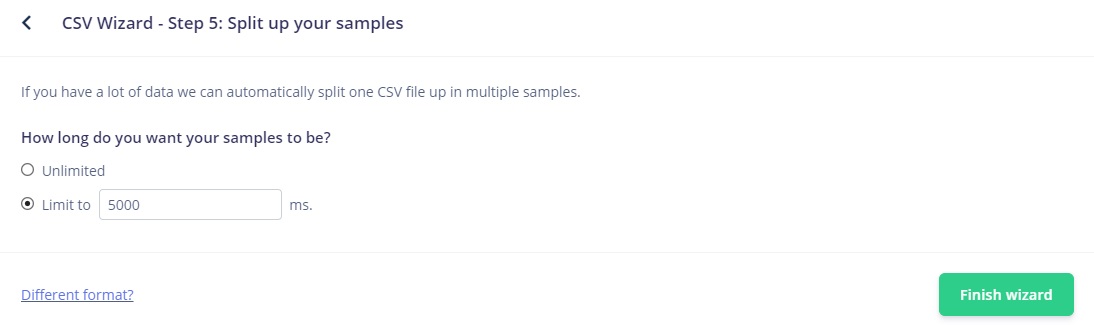 CSV Wizard - Step 5: Split up your samples
If you have a lot of data we can automatically split one CSV file up in multiple samples.
How long do you want your samples to be?
Unlimited
Limit to 5000 ms.
Different format?
Finish wizard